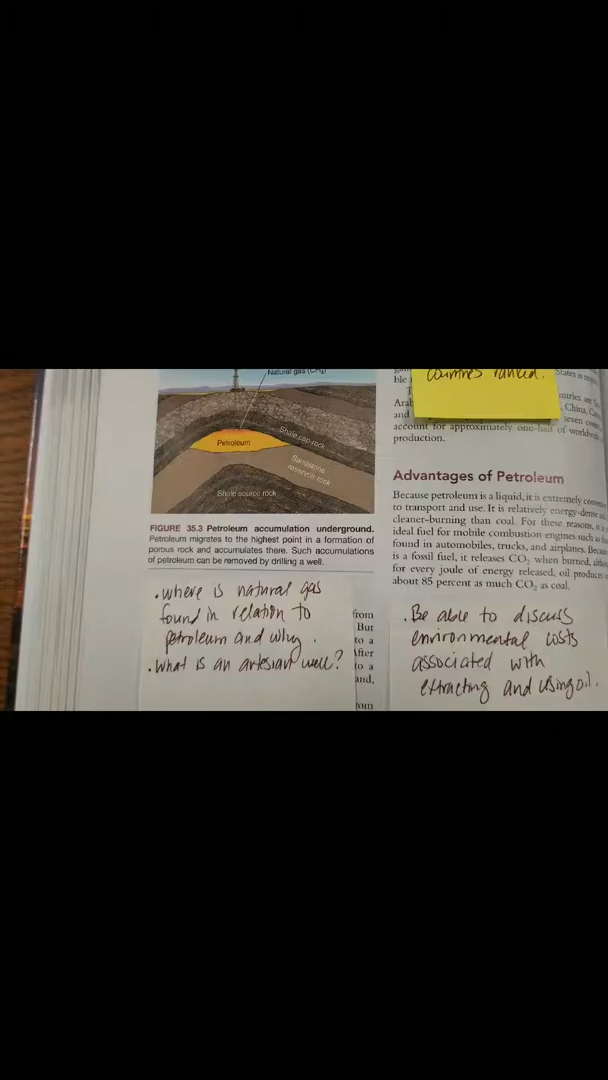 Natural gas (CH4)
Shale cap rock
Petroleum
Sandstone
reservoir rock
Shale source rock
FIGURE 35.3 Petroleum accumulation underground.
Petroleum migrates to the highest point in a formation of
porous rock and accumulates there. Such accumulations
of petroleum can be removed by drilling a well.
.where is natural gas
found in relation to
petroleum and why.
.What is an artesian well?
from
But
to a
After
to a
and,
rom
countries ranked.
States is
ble
Arab
China,
and
seven
account for approximately one-half of worldwide
production.
Advantages of Petroleum
Because petroleum is a liquid, it is extremely
to transport and use. It is relatively energy-dense
cleaner-burning than coal. For these reasons, it is
ideal fuel for mobile combustion engines such as
found in automobiles, trucks, and airplanes.
is a fossil fuel, it releases CO2 when burned,
for every joule of energy released, oil produces
about 85 percent as much CO2 as coal.
.Be able to discuss
environmental costs
associated with
extracting and using oil.